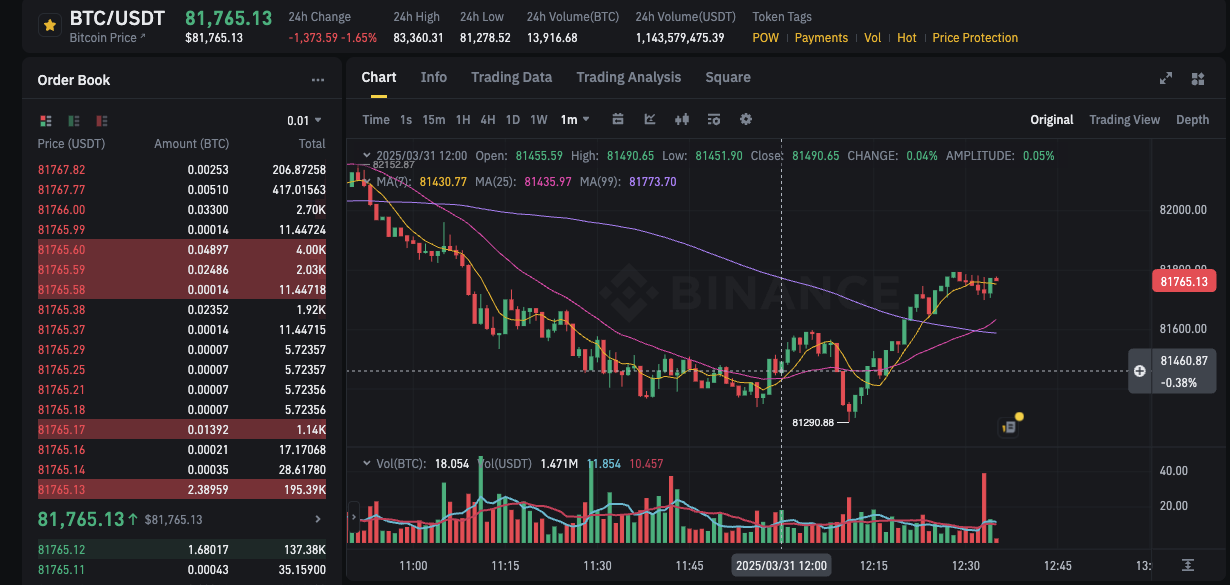 BTC/USDT
Bitcoin Price
81,765.13
$81,765.13
24h Change
-1,373.59 -1.65%
24h High
83,360.31
24h Low
81,278.52
24h Volume(BTC)
13,916.68
24h Volume(USDT)
1,143,579,475.39
Token Tags
POW Payments Vol Hot Price Protection
Order Book
0.01
Price (USDT) Amount (BTC) Total
81767.82 0.00253 206.87258
81767.77 0.00510 417.01563
81766.00 0.03300 2.70K
81765.99 0.00014 11.44724
81765.60 0.04897 4.00K
81765.59 0.02486 2.03K
81765.58 0.00014 11.44718
81765.38 0.02352 1.92K
81765.37 0.00014 11.44715
81765.29 0.00007 5.72357
81765.25 0.00007 5.72357
81765.21 0.00007 5.72356
81765.18 0.00007 5.72356
81765.17 0.01392 1.14K
81765.16 0.00021 17.17068
81765.14 0.00035 28.61780
81765.13 2.38959 195.39K
81,765.13 $81,765.13
81765.12 1.68017 137.38K
81765.11 0.00043 35.15900
Chart Info Trading Data Trading Analysis Square
Time 1s 15m 1H 4H 1D 1W 1m
Original Trading View Depth
2025/03/31 12:00 Open: 81455.59 High: 81490.65 Low: 81451.90 Close: 81490.65 CHANGE: 0.04% AMPLITUDE: 0.05%
82152.87
MA(7): 81430.77 MA(25): 81435.97 MA(99): 81773.70
BINANCE
82000.00
81800.00
81765.13
81600.00
81460.87
-0.38%
81290.88
Vol(BTC): 18.054 Vol(USDT) 1.471M 11.854 10.457
40.00
20.00
11:00 11:15 11:30 11:45 2025/03/31 12:00 12:15 12:30 12:45 13: